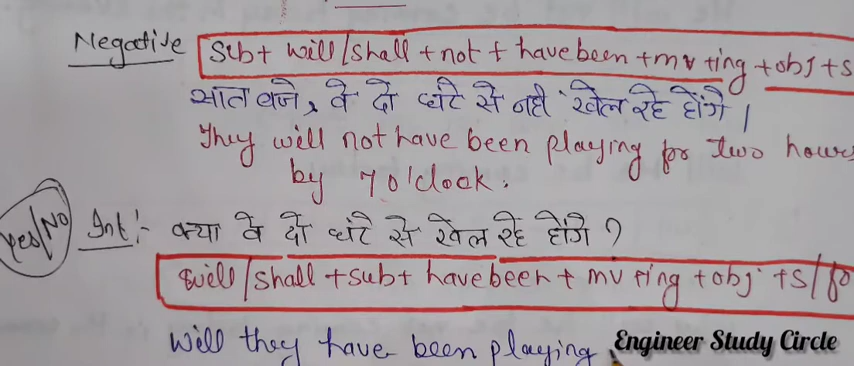 Negative Sub+ will/shall + not + have been + mv +ing +obj +s
सात बजे, वे दो घंटे से नहीं खेल रहे होंगे।
They will not have been playing for two hours
by 7 O'clock.
Yes/No Int:- क्या वे दो घंटे से खेल रहे होंगे ?
will/shall +sub+ have been + mv +ing +obj +s/fo
Will they have been playing
Engineer Study Circle